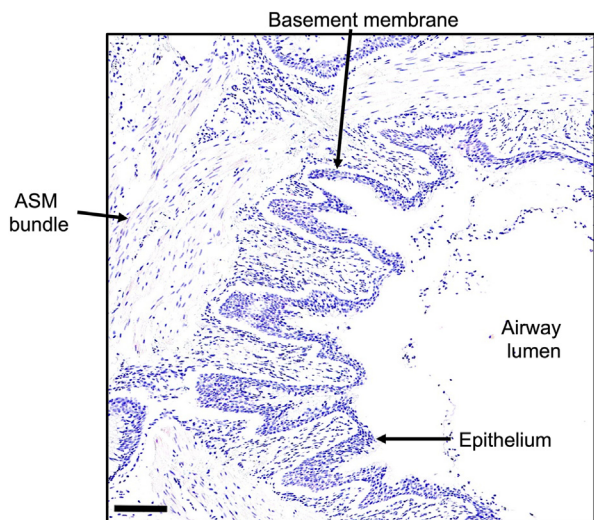 Basement membrane
ASM
bundle
Airway
lumen
Epithelium